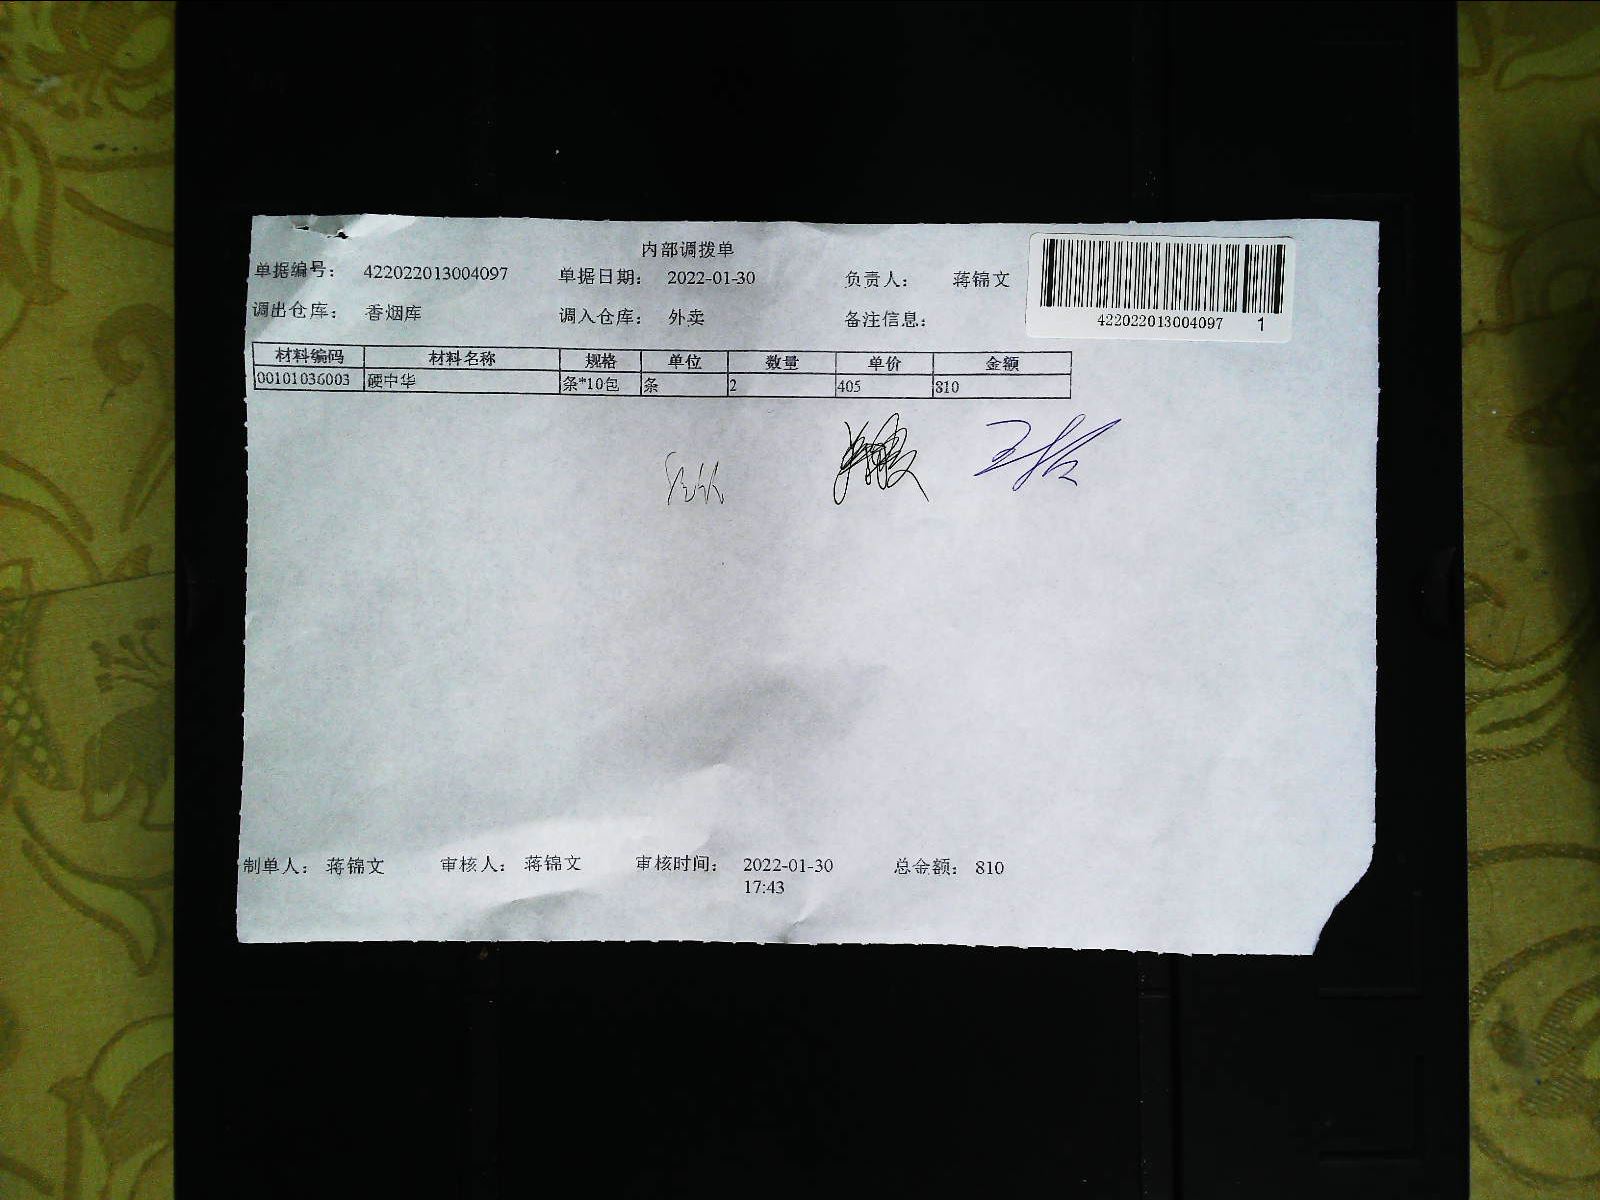 内部调拨单
单据编号： 422022013004097 单据日期： 2022-01-30 负责人： 蒋锦文
调出仓库： 香烟库 调入仓库： 外卖 备注信息：
422022013004097 1
材料编码 材料名称 规格 单位 数量 单价 金额
00101036003 硬中华 条*10包 条 2 405 810
制单人： 蒋锦文 审核人： 蒋锦文 审核时间： 2022-01-30 总金额： 810
17:43